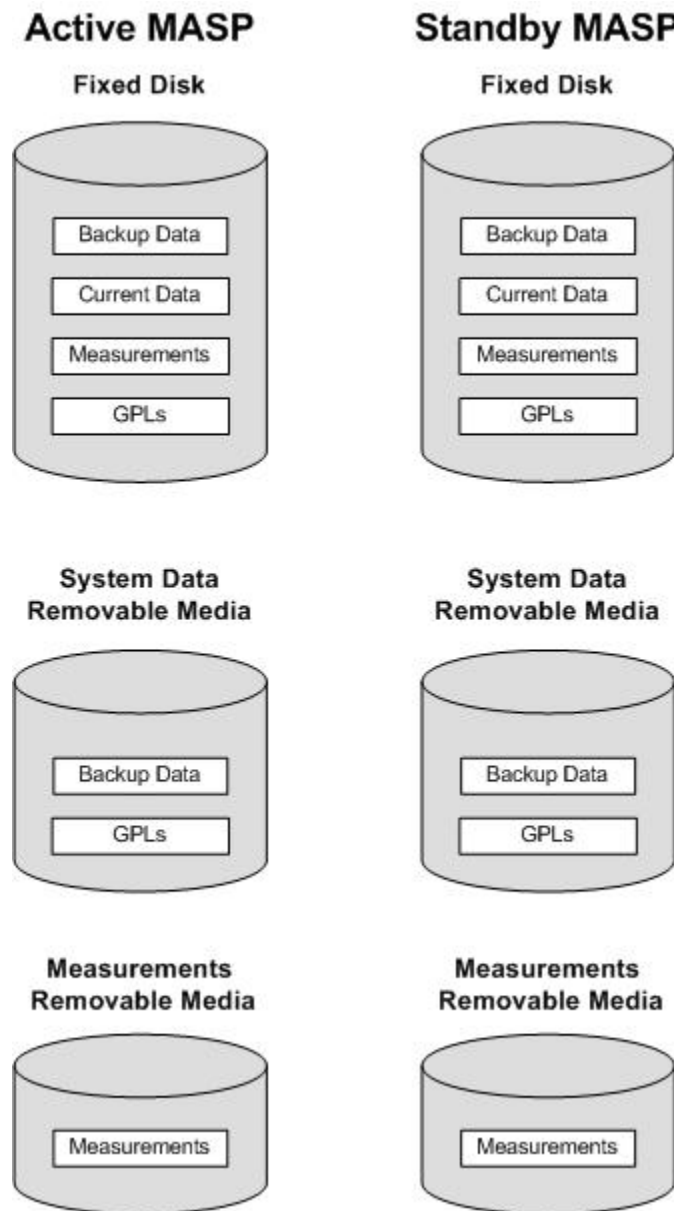 Active MASP
Standby MASP
Fixed Disk
Fixed Disk
Backup Data
Backup Data
Current Data
Current Data
Measurements
Measurements
GPLs
GPLs
System Data
Removable Media
System Data
Removable Media
Backup Data
Backup Data
GPLs
GPLs
Measurements
Removable Media
Measurements
Removable Media
Measurements
Measurements